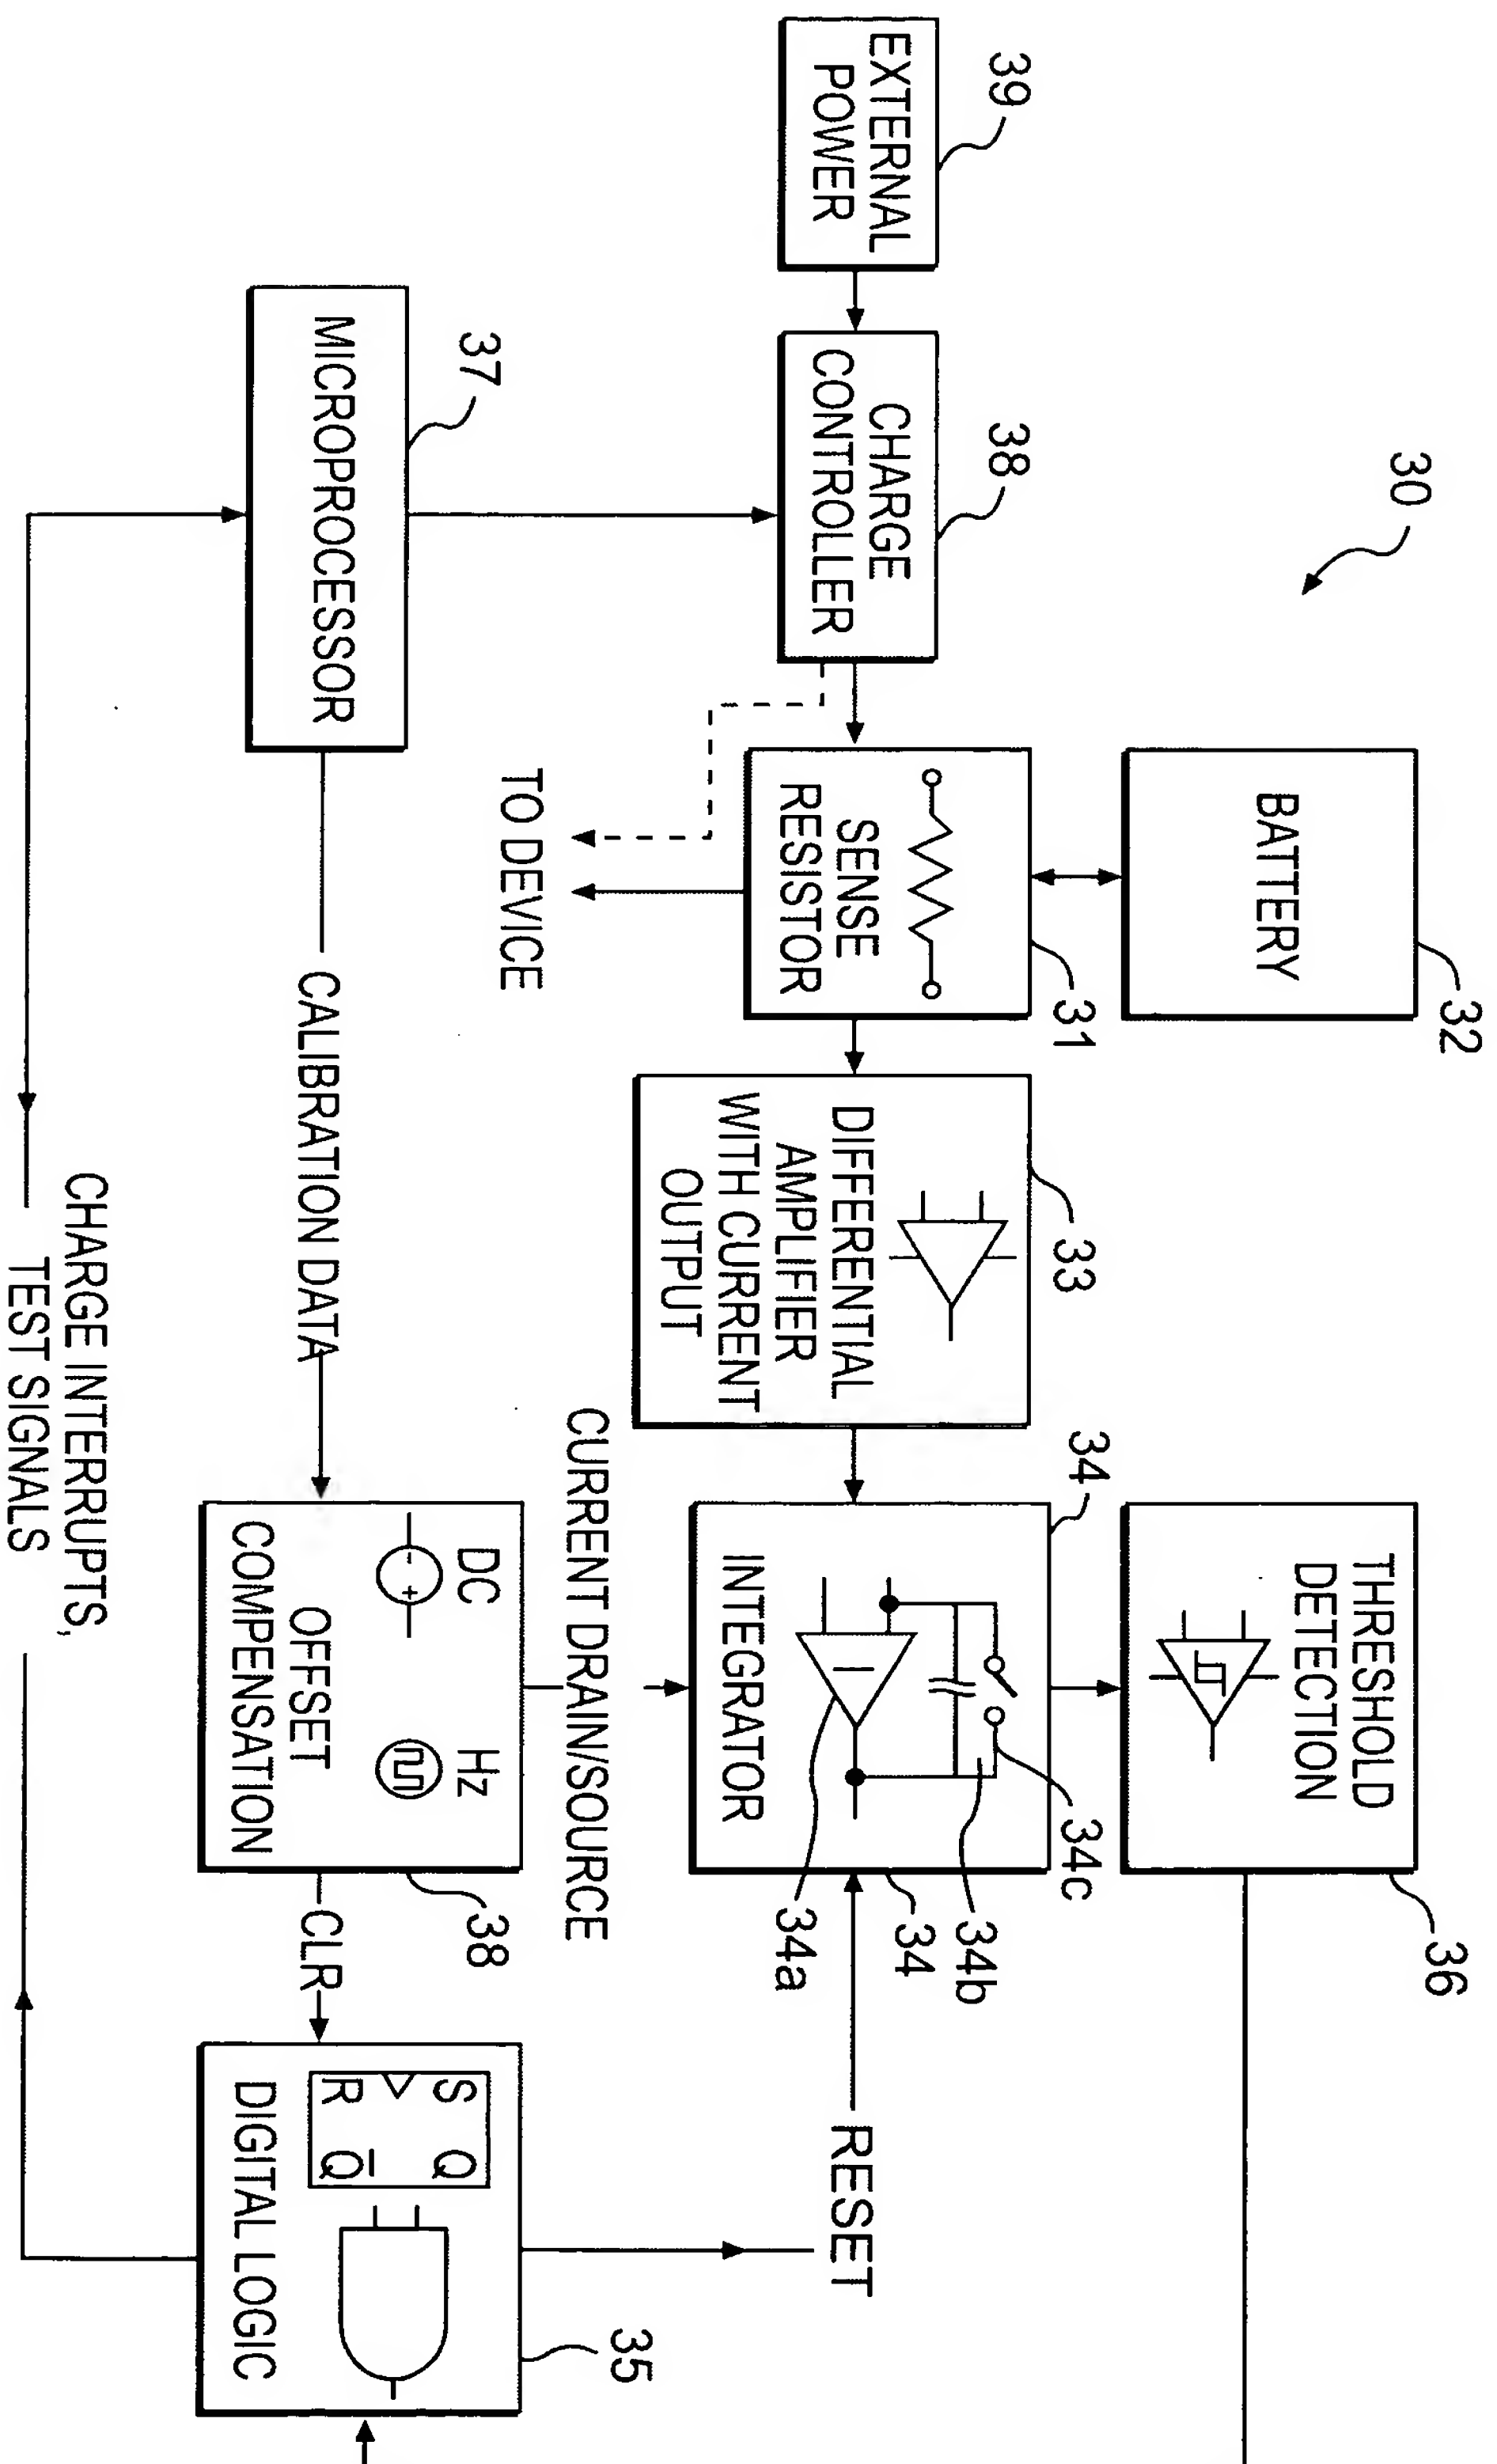 30
39
EXTERNAL
POWER
38
CHARGE
CONTROLLER
32
BATTERY
31
SENSE
RESISTOR
TO DEVICE
33
DIFFERENTIAL
AMPLIFIER
WITH CURRENT
OUTPUT
36
THRESHOLD
DETECTION
34
34c
34b
34
34a
INTEGRATOR
RESET
37
MICROPROCESSOR
CALIBRATION DATA
CURRENT DRAIN/SOURCE
38
DC
Hz
- +
OFFSET
COMPENSATION
CLR
35
S Q
R Q̅
DIGITAL LOGIC
CHARGE INTERRUPTS,
TEST SIGNALS